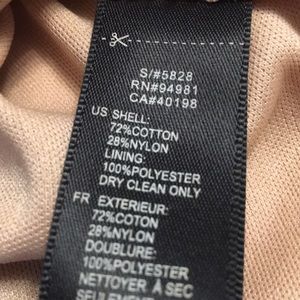 S/#5828
RN#94981
CA#40198
US SHELL:
72%COTTON
28%NYLON
LINING:
100%POLYESTER
DRY CLEAN ONLY
FR EXTERIEUR:
72%COTON
28%NYLON
DOUBLURE:
100%POLYESTER
NETTOYER À SEC
SEULEMENT